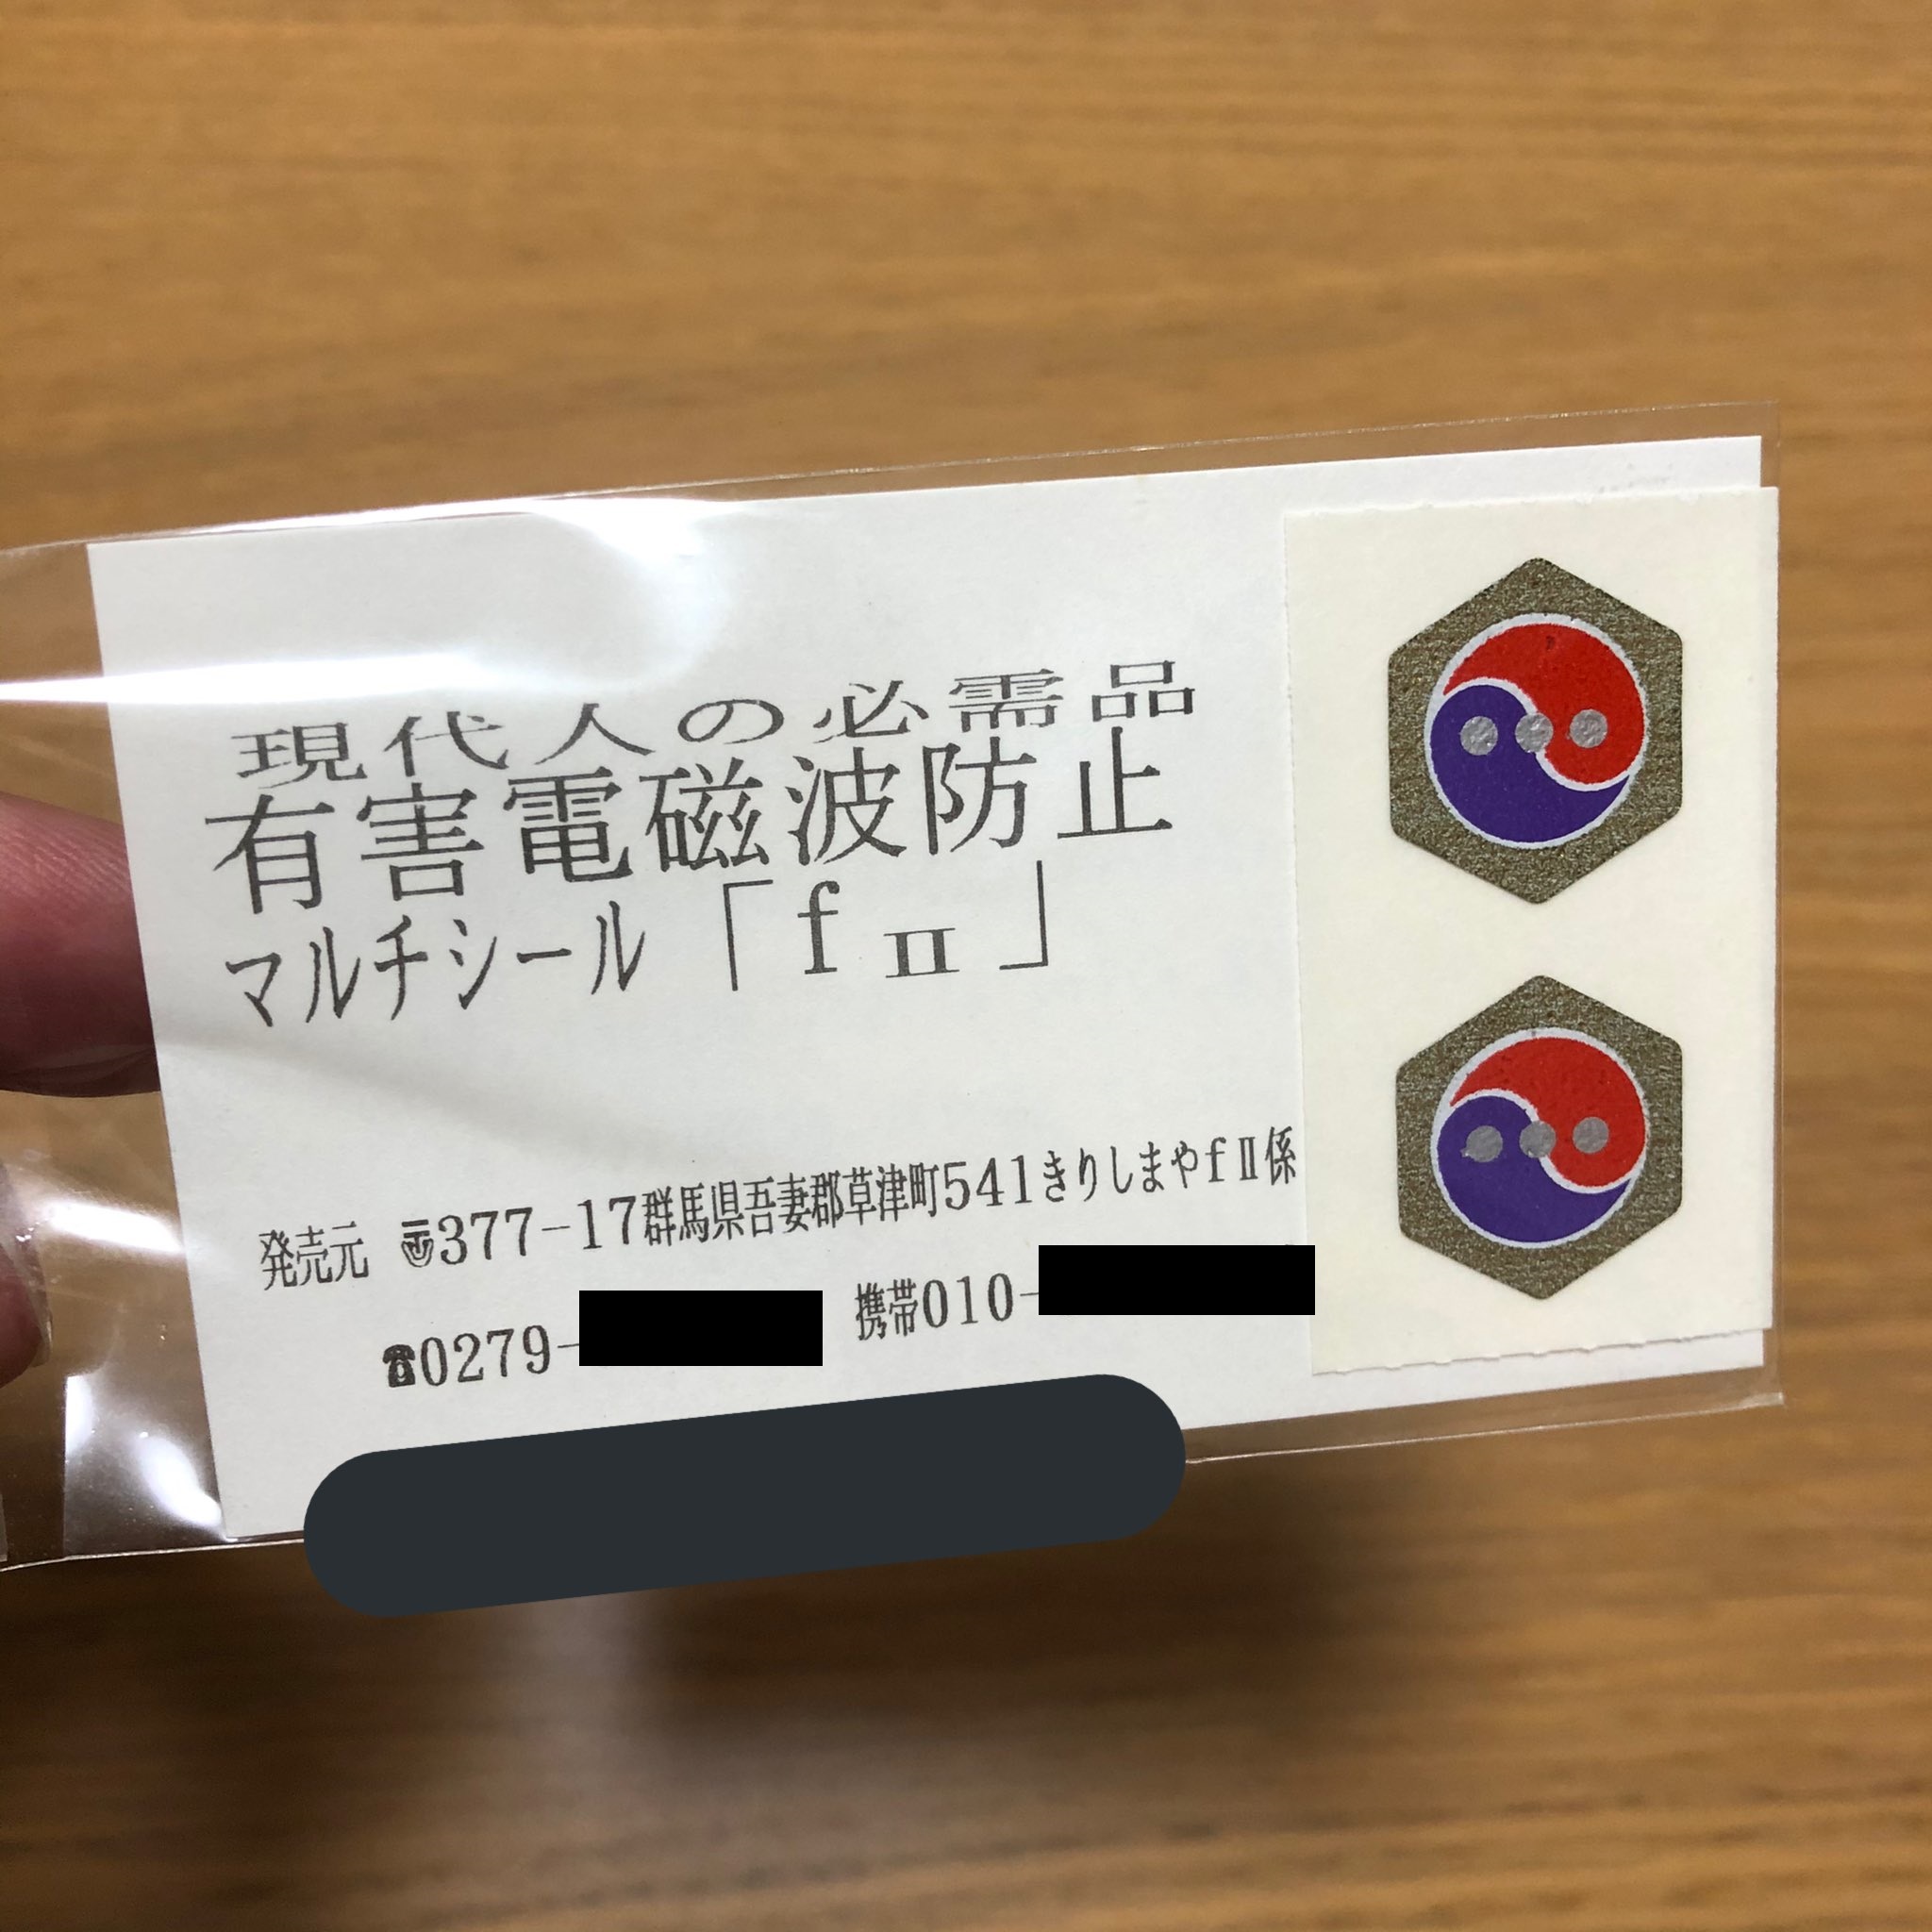 現代人の必需品
有害電磁波防止
マルチシール「fⅡ」
発売元 〠377-17群馬県吾妻郡草津町541きりしまやfⅡ係
☎0279- 携帯010-